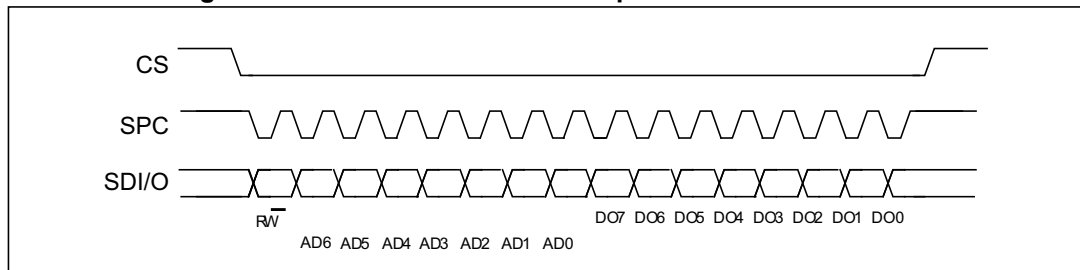 CS
SPC
SDI/O
RW
DO7 DO6 DO5 DO4 DO3 DO2 DO1 DO0
AD6 AD5 AD4 AD3 AD2 AD1 AD0